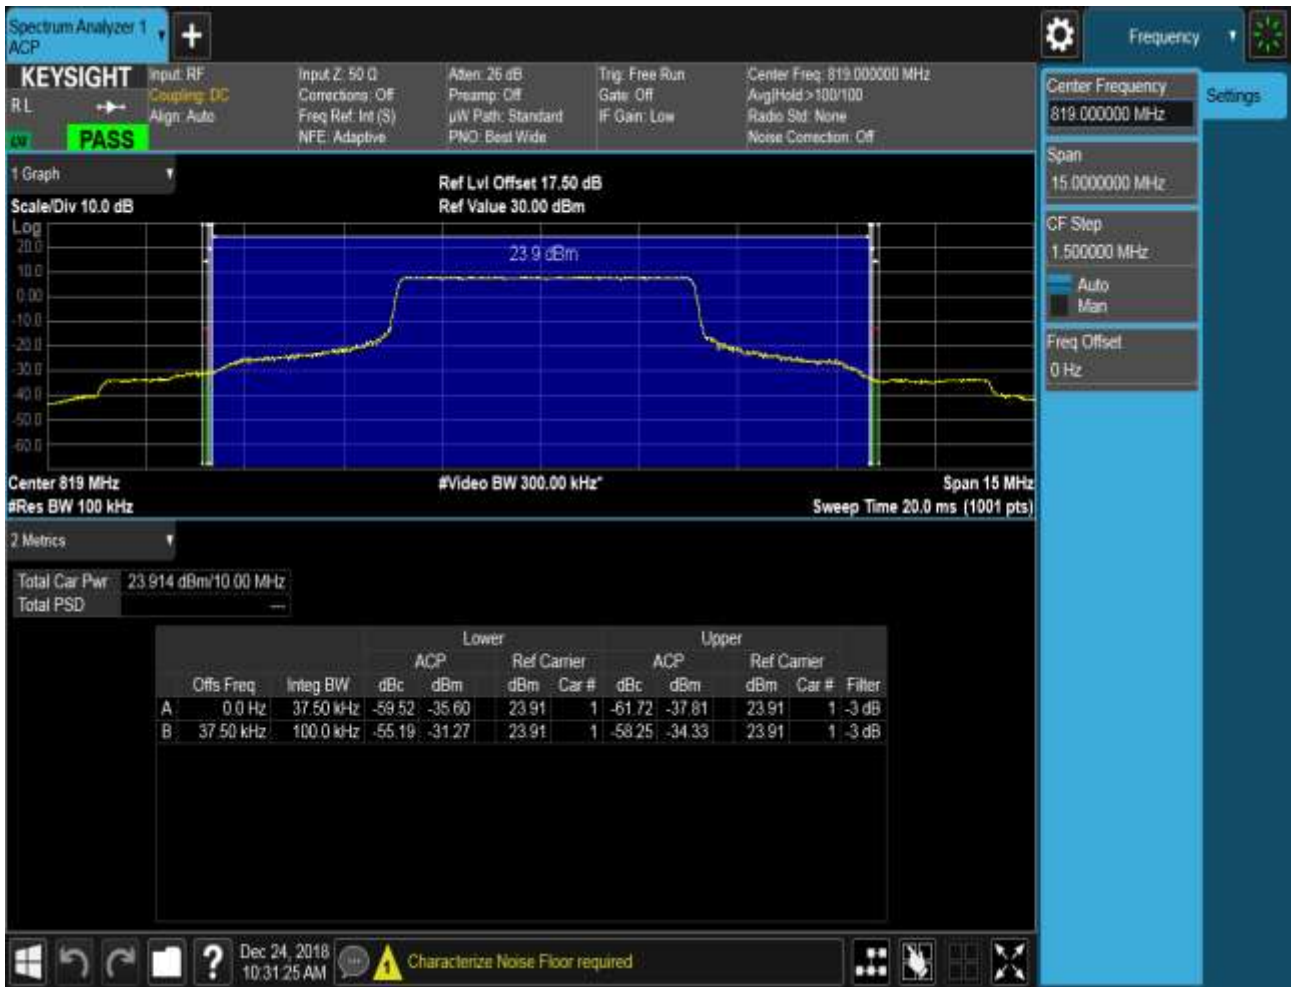 Spectrum Analyzer 1
ACP
Frequency
KEYSIGHT
R L
PASS
Input: RF
Coupling: DC
Align: Auto
Input Z: 50 Ω
Corrections: Off
Freq Ref: Int (S)
NFE: Adaptive
Atten: 26 dB
Preamp: Off
µW Path: Standard
PNO: Best Wide
Trig: Free Run
Gate: Off
IF Gain: Low
Center Freq: 819.000000 MHz
Avg|Hold:>100/100
Radio Std: None
Noise Correction: Off
Center Frequency
819.000000 MHz
Settings
Span
15.0000000 MHz
CF Step
1.500000 MHz
Auto
Man
Freq Offset
0 Hz
1 Graph
Scale/Div 10.0 dB
Ref Lvl Offset 17.50 dB
Ref Value 30.00 dBm
Log
23.9 dBm
20.0
10.0
0.00
-10.0
-20.0
-30.0
-40.0
-50.0
-60.0
Center 819 MHz
#Video BW 300.00 kHz*
Span 15 MHz
#Res BW 100 kHz
Sweep Time 20.0 ms (1001 pts)
2 Metrics
Total Car Pwr 23.914 dBm/10.00 MHz
Total PSD ---
Lower Upper
ACP Ref Carrier ACP Ref Carrier
Offs Freq Integ BW dBc dBm dBm Car # dBc dBm dBm Car # Filter
A 0.0 Hz 37.50 kHz -59.52 -35.60 23.91 1 -61.72 -37.81 23.91 1 -3 dB
B 37.50 kHz 100.0 kHz -55.19 -31.27 23.91 1 -58.25 -34.33 23.91 1 -3 dB
?
Dec 24, 2018
10:31:25 AM
1
Characterize Noise Floor required